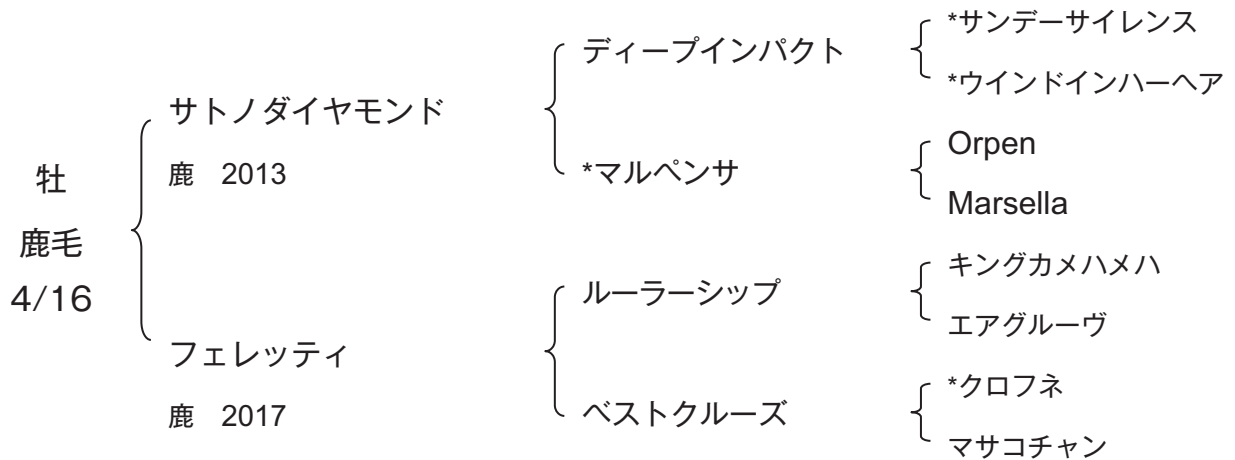 牡
鹿毛
4/16
サトノダイヤモンド
鹿　2013
フェレッティ
鹿　2017
ディープインパクト
*マルペンサ
ルーラーシップ
ベストクルーズ
*サンデーサイレンス
*ウインドインハーヘア
Orpen
Marsella
キングカメハメハ
エアグルーヴ
*クロフネ
マサコチャン